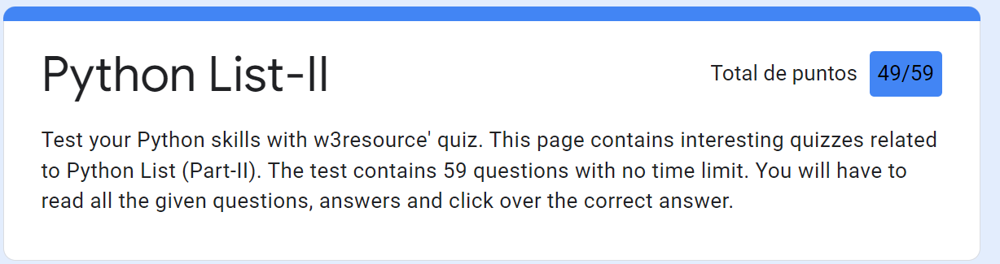 Python List-II
Total de puntos 49/59
Test your Python skills with w3resource' quiz. This page contains interesting quizzes related
to Python List (Part-II). The test contains 59 questions with no time limit. You will have to
read all the given questions, answers and click over the correct answer.